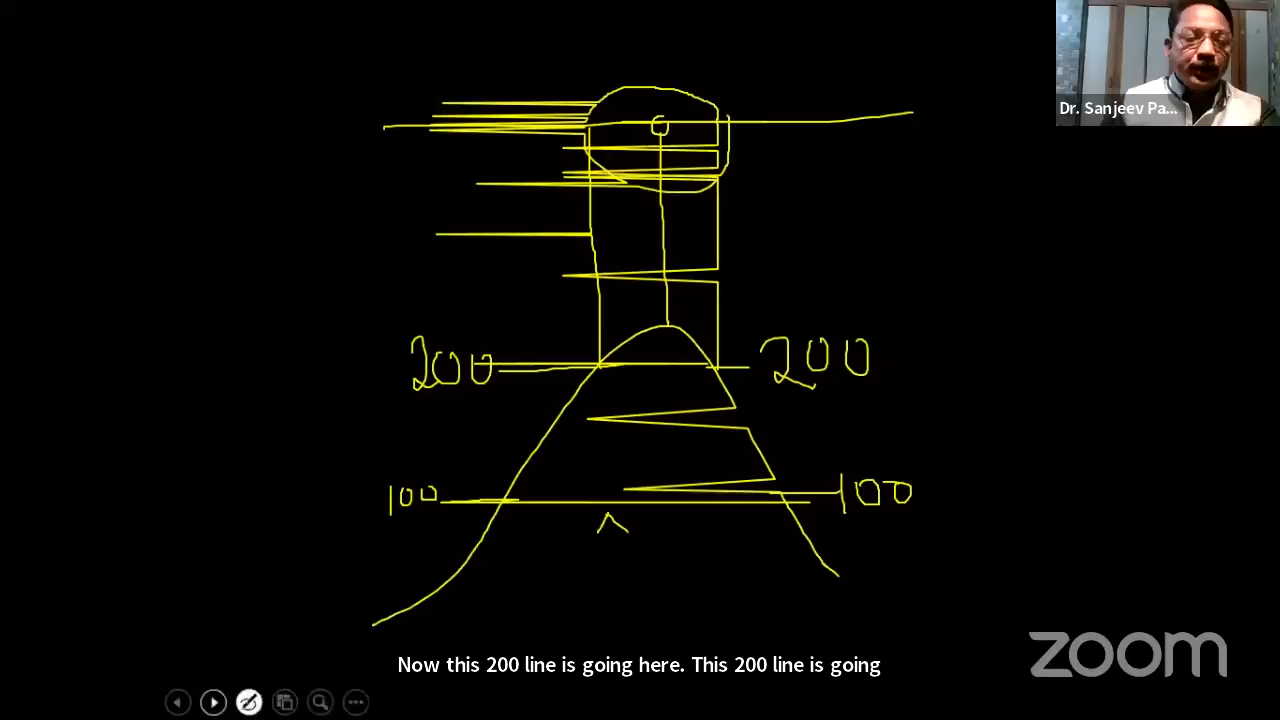 Dr. Sanjeev Pa...
200 200
100 100
Now this 200 line is going here. This 200 line is going
zoom